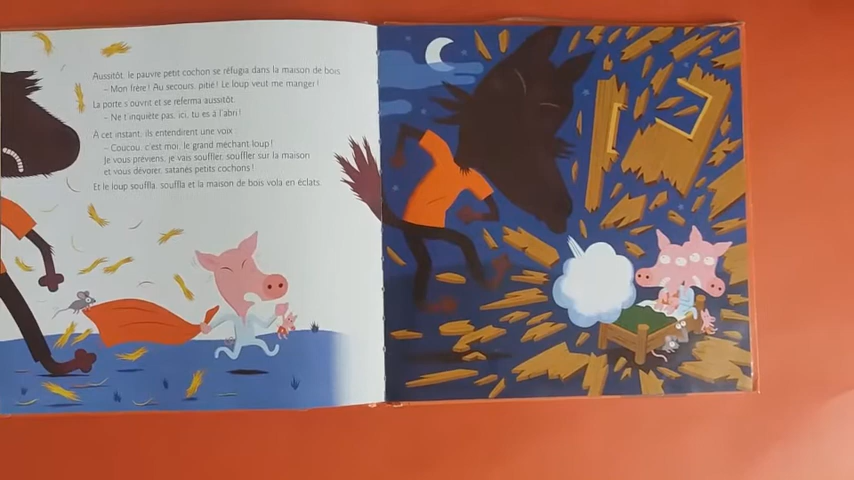 Aussitôt, le pauvre petit cochon se réfugia dans la maison de bois.
– Mon frère ! Au secours, pitié ! Le loup veut me manger !
La porte s'ouvrit et se referma aussitôt.
– Ne t'inquiète pas, ici, tu es à l'abri !
À cet instant, ils entendirent une voix :
– Coucou, c'est moi, le grand méchant loup !
Je vous préviens, je vais souffler, souffler sur la maison
et vous dévorer, satanés petits cochons !
Et le loup souffla, souffla et la maison de bois vola en éclats.